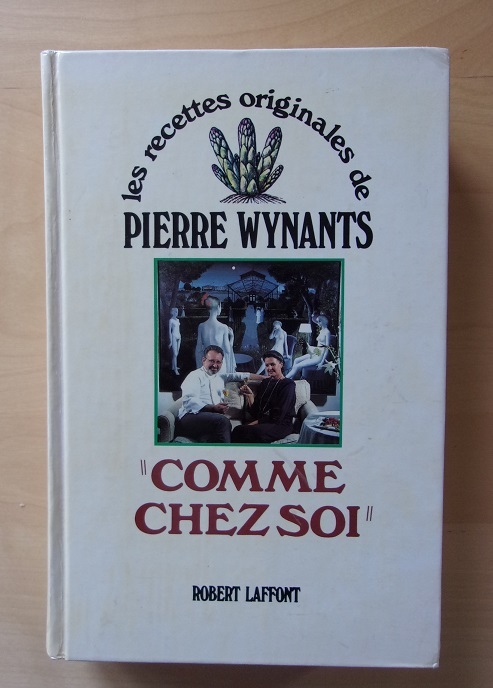 les recettes originales de
PIERRE WYNANTS
"COMME
CHEZ SOI"
ROBERT LAFFONT